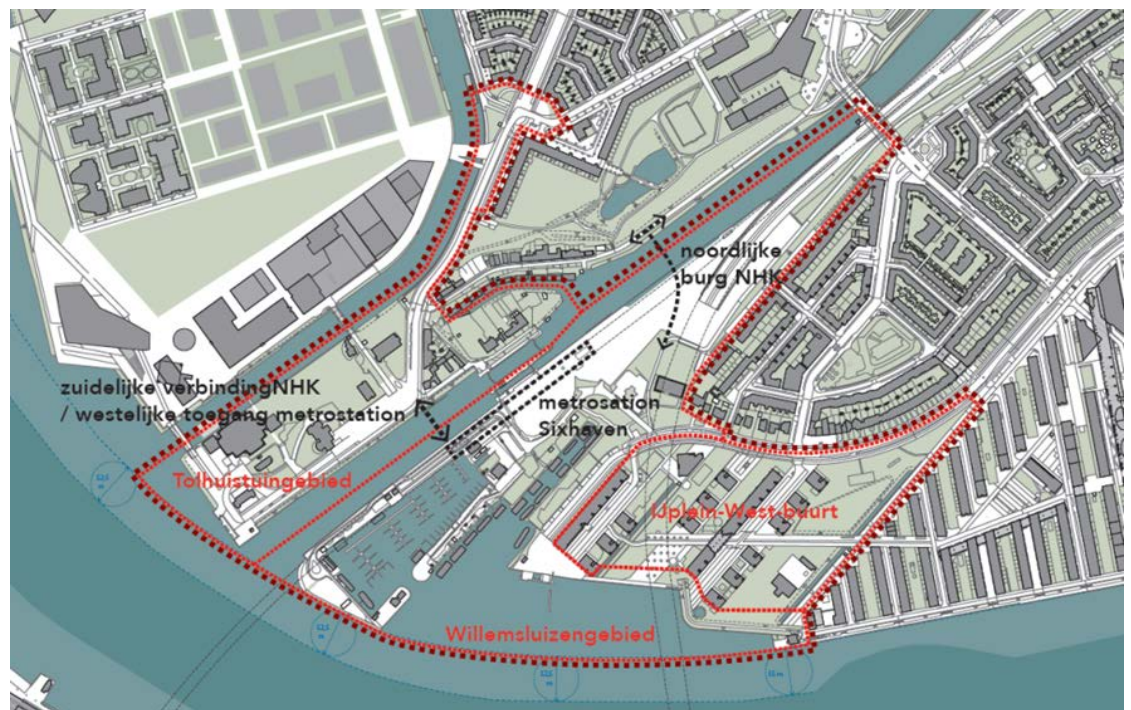 noordlijke
burg NHK
zuidelijke verbindingNHK
/ westelijke toegang metrostation
metrosation
Sixhaven
Tolhuistuingebied
IJplein-West-buurt
Willemsluizengebied